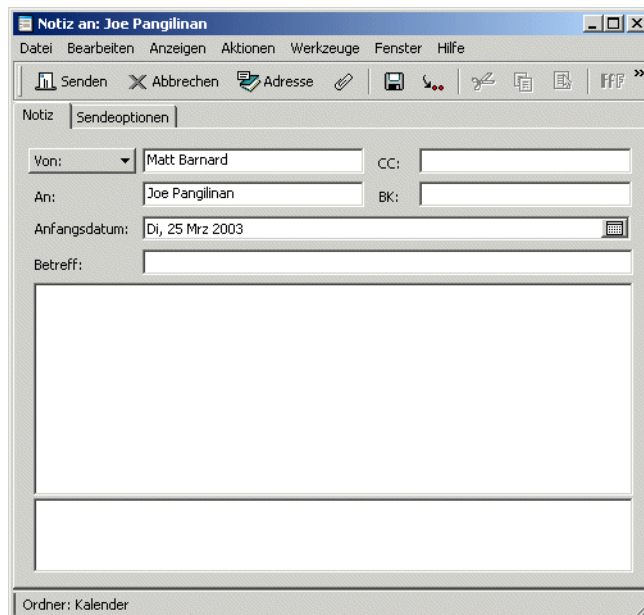 Notiz an: Joe Pangilinan
Datei Bearbeiten Anzeigen Aktionen Werkzeuge Fenster Hilfe
Senden Abbrechen Adresse »
Notiz Sendeoptionen
Von: Matt Barnard CC:
An: Joe Pangilinan BK:
Anfangsdatum: Di, 25 Mrz 2003
Betreff:
Ordner: Kalender